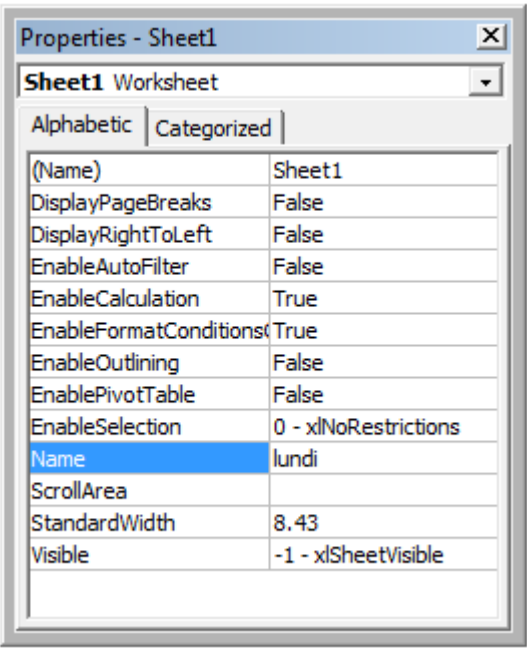 Properties - Sheet1
Sheet1 Worksheet
Alphabetic Categorized
(Name) Sheet1
DisplayPageBreaks False
DisplayRightToLeft False
EnableAutoFilter False
EnableCalculation True
EnableFormatConditionsC True
EnableOutlining False
EnablePivotTable False
EnableSelection 0 - xlNoRestrictions
Name lundi
ScrollArea
StandardWidth 8.43
Visible -1 - xlSheetVisible